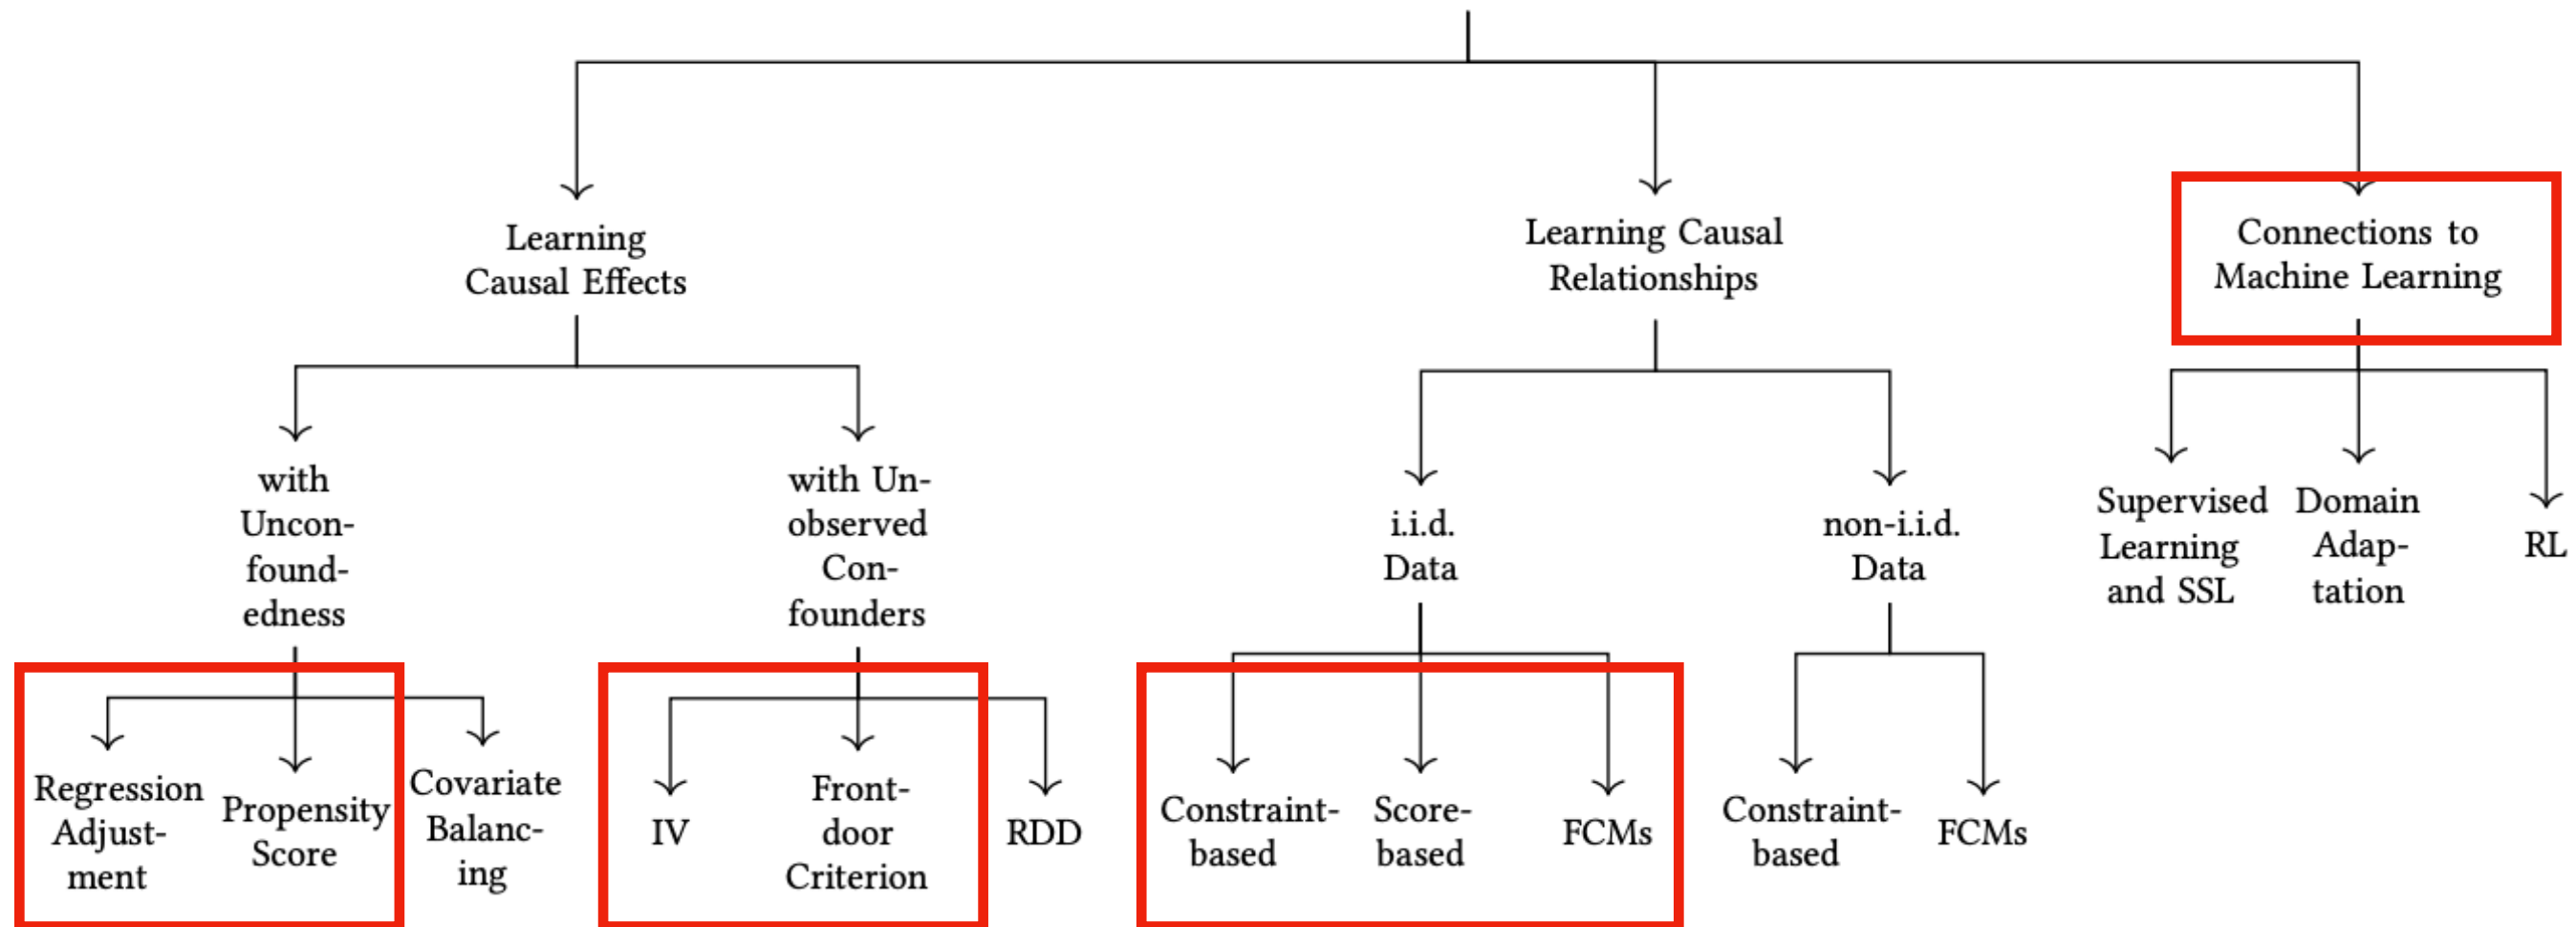 Learning
Causal Effects
Learning Causal
Relationships
Connections to
Machine Learning
with
Uncon-
found-
edness
with Un-
observed
Con-
founders
i.i.d.
Data
non-i.i.d.
Data
Supervised
Learning
and SSL
Domain
Adap-
tation
RL
Regression
Adjust-
ment
Propensity
Score
Covariate
Balanc-
ing
IV
Front-
door
Criterion
RDD
Constraint-
based
Score-
based
FCMs
Constraint-
based
FCMs